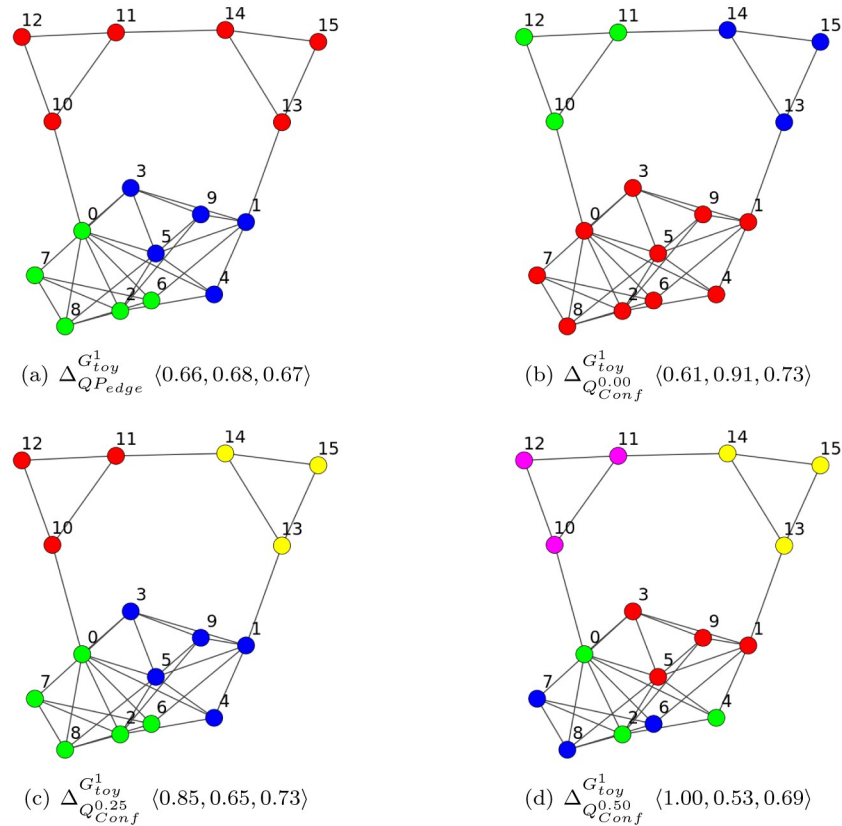 12 11 14 15
10 13
3 9 1
0 5
7 2 6 4
8
(a) Δ^{G^1_{toy}}_{QP_{edge}} ⟨0.66, 0.68, 0.67⟩
12 11 14 15
10 13
3 9 1
0 5
7 2 6 4
8
(b) Δ^{G^1_{toy}}_{Q^{0.00}_{Conf}} ⟨0.61, 0.91, 0.73⟩
12 11 14 15
10 13
3 9 1
0 5
7 2 6 4
8
(c) Δ^{G^1_{toy}}_{Q^{0.25}_{Conf}} ⟨0.85, 0.65, 0.73⟩
12 11 14 15
10 13
3 9 1
0 5
7 2 6 4
8
(d) Δ^{G^1_{toy}}_{Q^{0.50}_{Conf}} ⟨1.00, 0.53, 0.69⟩